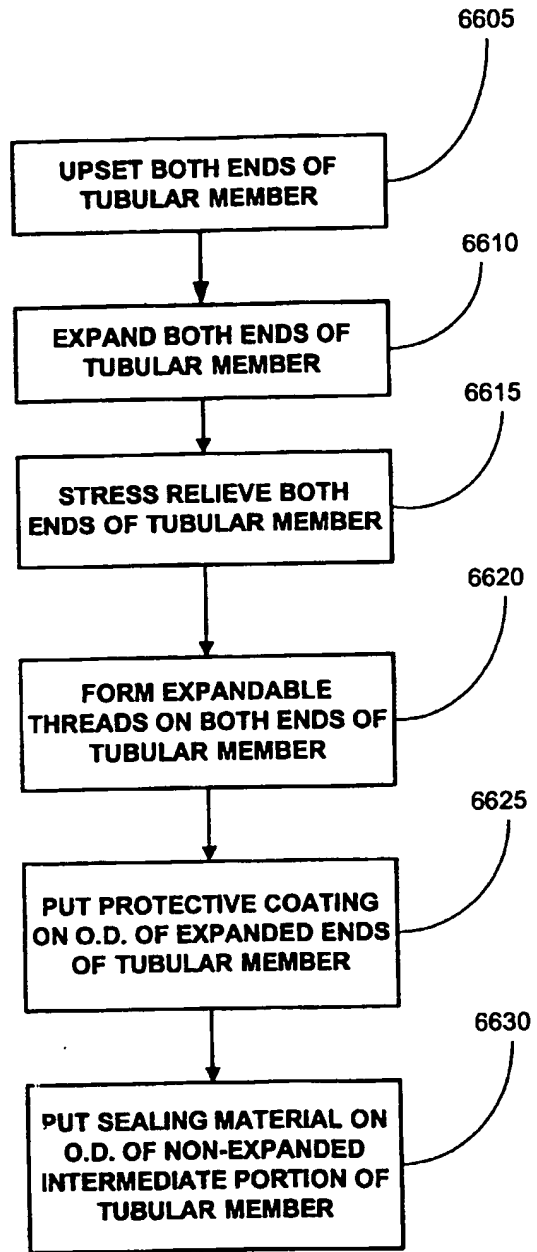 6605
UPSET BOTH ENDS OF
TUBULAR MEMBER
6610
EXPAND BOTH ENDS OF
TUBULAR MEMBER
6615
STRESS RELIEVE BOTH
ENDS OF TUBULAR MEMBER
6620
FORM EXPANDABLE
THREADS ON BOTH ENDS OF
TUBULAR MEMBER
6625
PUT PROTECTIVE COATING
ON O.D. OF EXPANDED ENDS
OF TUBULAR MEMBER
6630
PUT SEALING MATERIAL ON
O.D. OF NON-EXPANDED
INTERMEDIATE PORTION OF
TUBULAR MEMBER